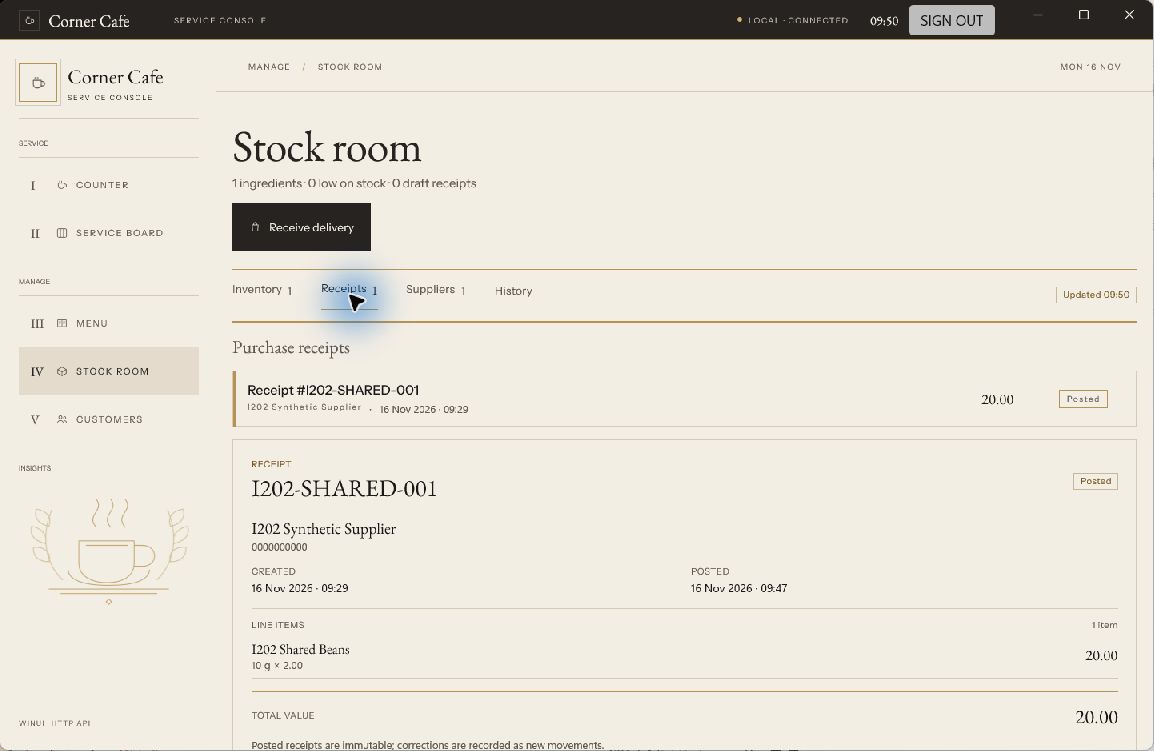 Corner Cafe
SERVICE CONSOLE
LOCAL · CONNECTED
09:50
SIGN OUT
Corner Cafe
SERVICE CONSOLE
SERVICE
I COUNTER
II SERVICE BOARD
MANAGE
III MENU
IV STOCK ROOM
V CUSTOMERS
INSIGHTS
WINUI · HTTP API
MANAGE / STOCK ROOM
MON 16 NOV
Stock room
1 ingredients · 0 low on stock · 0 draft receipts
Receive delivery
Inventory 1 Receipts 1 Suppliers 1 History
Updated 09:50
Purchase receipts
Receipt #I202-SHARED-001
I202 Synthetic Supplier · 16 Nov 2026 · 09:29
20.00
Posted
RECEIPT
I202-SHARED-001
Posted
I202 Synthetic Supplier
0000000000
CREATED POSTED
16 Nov 2026 · 09:29 16 Nov 2026 · 09:47
LINE ITEMS 1 item
I202 Shared Beans
10 g × 2.00
20.00
TOTAL VALUE 20.00
Posted receipts are immutable; corrections are recorded as new movements.